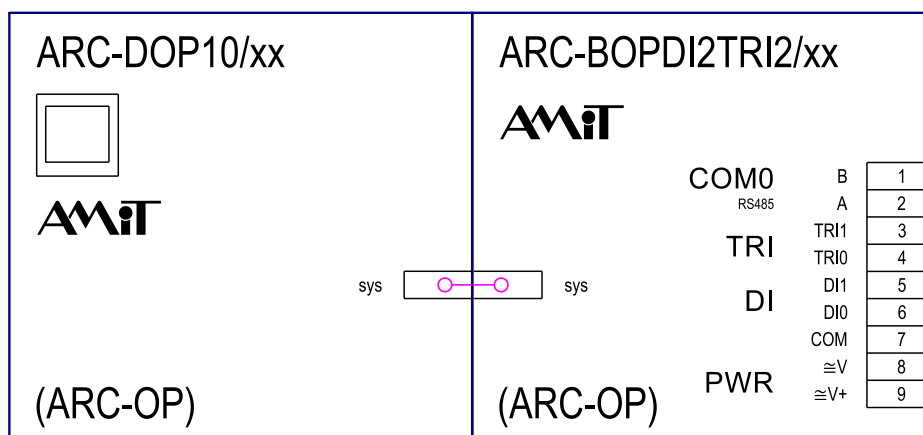 ARC-DOP10/xx
AMiT
sys
(ARC-OP)
ARC-BOPDI2TRI2/xx
AMiT
COM0
RS485
TRI
DI
PWR
sys
B 1
A 2
TRI1 3
TRI0 4
DI1 5
DI0 6
COM 7
≅V 8
≅V+ 9
(ARC-OP)